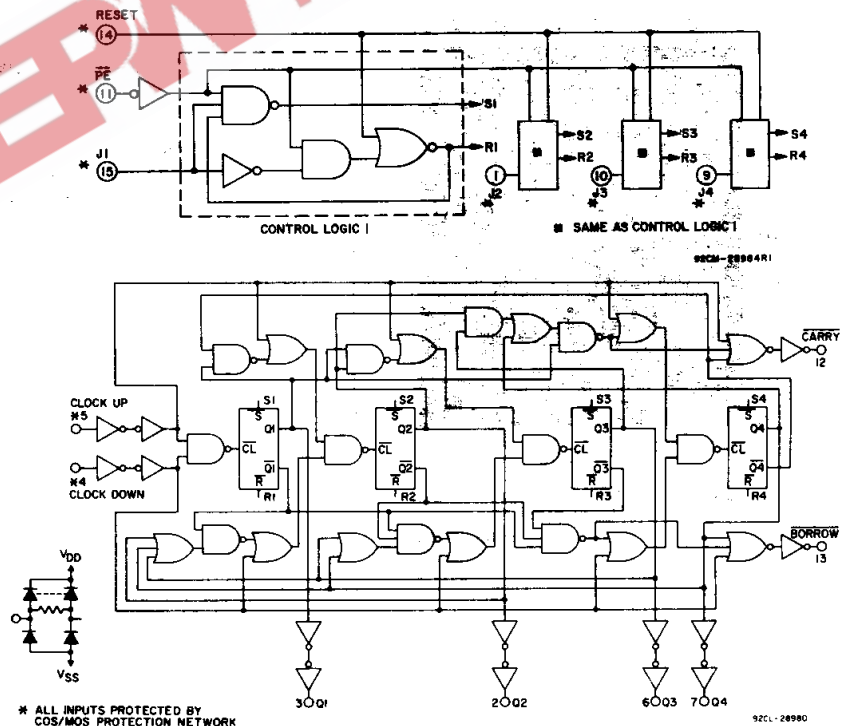 RESET
* 14
PE
* 11
J1
* 15
S1
R1
S2
R2
S3
R3
S4
R4
1
J2
*
10
J3
*
9
J4
*
CONTROL LOGIC 1
SAME AS CONTROL LOGIC 1
92CM-28984R1
CARRY
12
CLOCK UP
*5
*4
CLOCK DOWN
S1
S
Q1
CL
Q1
R
R1
S2
S
Q2
CL
Q2
R
R2
S3
S
Q3
CL
Q3
R
R3
S4
S
Q4
CL
Q4
R
R4
BORROW
13
VDD
VSS
3 Q1
2 Q2
6 Q3
7 Q4
* ALL INPUTS PROTECTED BY
COS/MOS PROTECTION NETWORK
92CL-28980